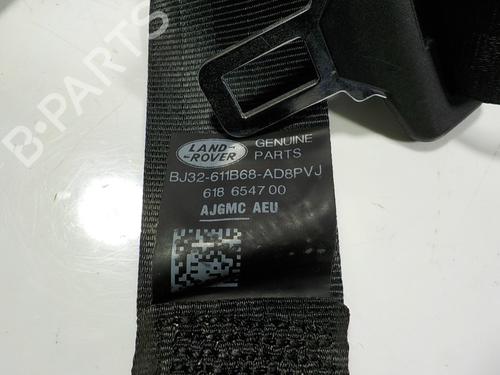 B-PARTS
LAND-
ROVER
GENUINE
PARTS
BJ32-611B68-AD8PVJ
618 6547 00
AJGMC AEU